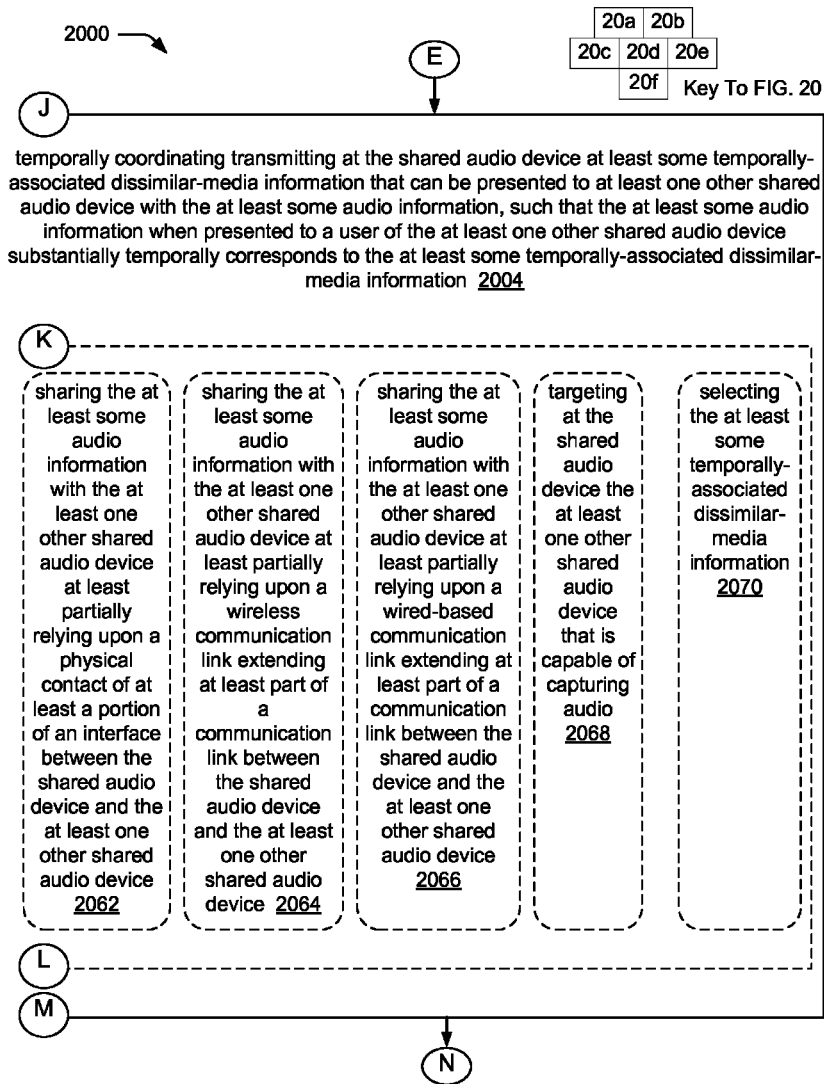 2000
20a 20b
20c 20d 20e
20f
Key To FIG. 20
E
J
temporally coordinating transmitting at the shared audio device at least some temporally-
associated dissimilar-media information that can be presented to at least one other shared
audio device with the at least some audio information, such that the at least some audio
information when presented to a user of the at least one other shared audio device
substantially temporally corresponds to the at least some temporally-associated dissimilar-
media information 2004
K
sharing the at
least some
audio
information
with the at
least one
other shared
audio device
at least
partially
relying upon a
physical
contact of at
least a portion
of an interface
between the
shared audio
device and the
at least one
other shared
audio device
2062
sharing the at
least some
audio
information with
the at least one
other shared
audio device at
least partially
relying upon a
wireless
communication
link extending
at least part of
a
communication
link between
the shared
audio device
and the at least
one other
shared audio
device 2064
sharing the at
least some
audio
information with
the at least one
other shared
audio device at
least partially
relying upon a
wired-based
communication
link extending at
least part of a
communication
link between the
shared audio
device and the
at least one
other shared
audio device
2066
targeting
at the
shared
audio
device the
at least
one other
shared
audio
device
that is
capable of
capturing
audio
2068
selecting
the at least
some
temporally-
associated
dissimilar-
media
information
2070
L
M
N